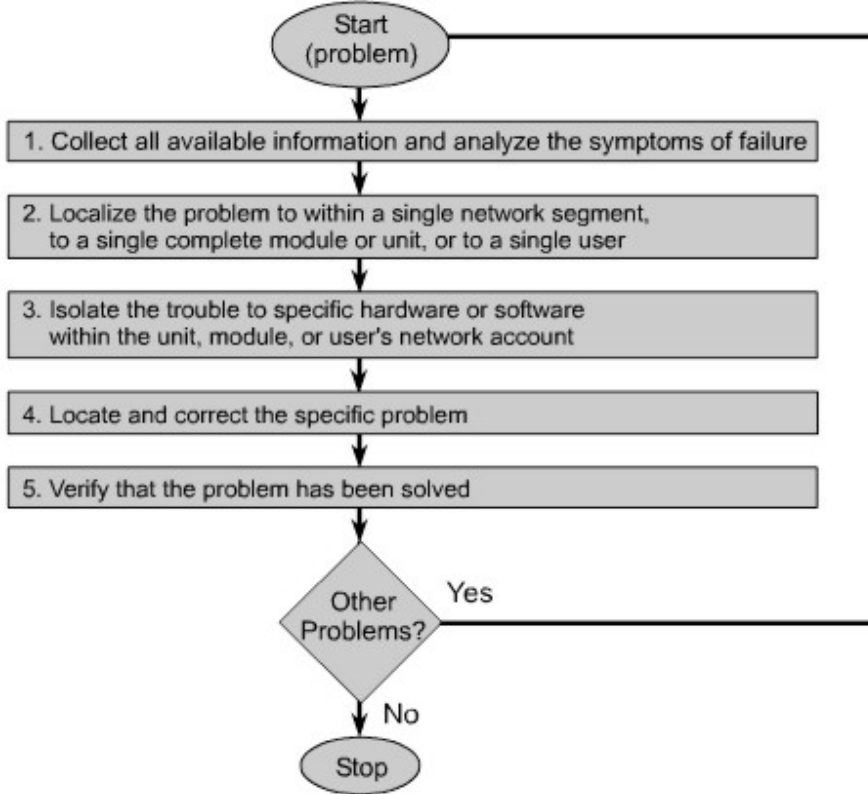 Start
(problem)
1. Collect all available information and analyze the symptoms of failure
2. Localize the problem to within a single network segment,
to a single complete module or unit, or to a single user
3. Isolate the trouble to specific hardware or software
within the unit, module, or user's network account
4. Locate and correct the specific problem
5. Verify that the problem has been solved
Other
Problems?
Yes
No
Stop